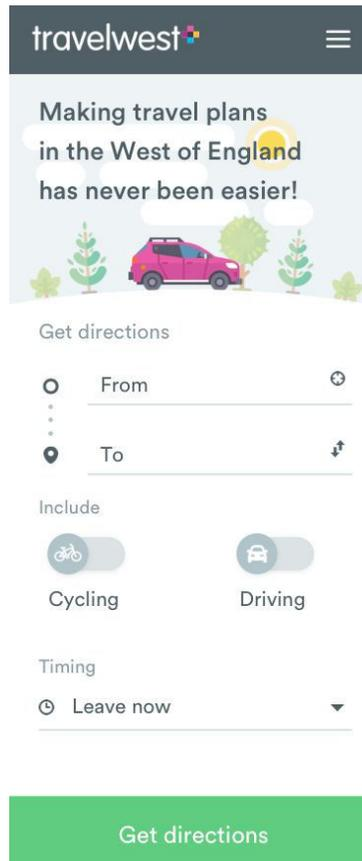 travelwest
Making travel plans
in the West of England
has never been easier!
Get directions
From
To
Include
Cycling Driving
Timing
Leave now
Get directions